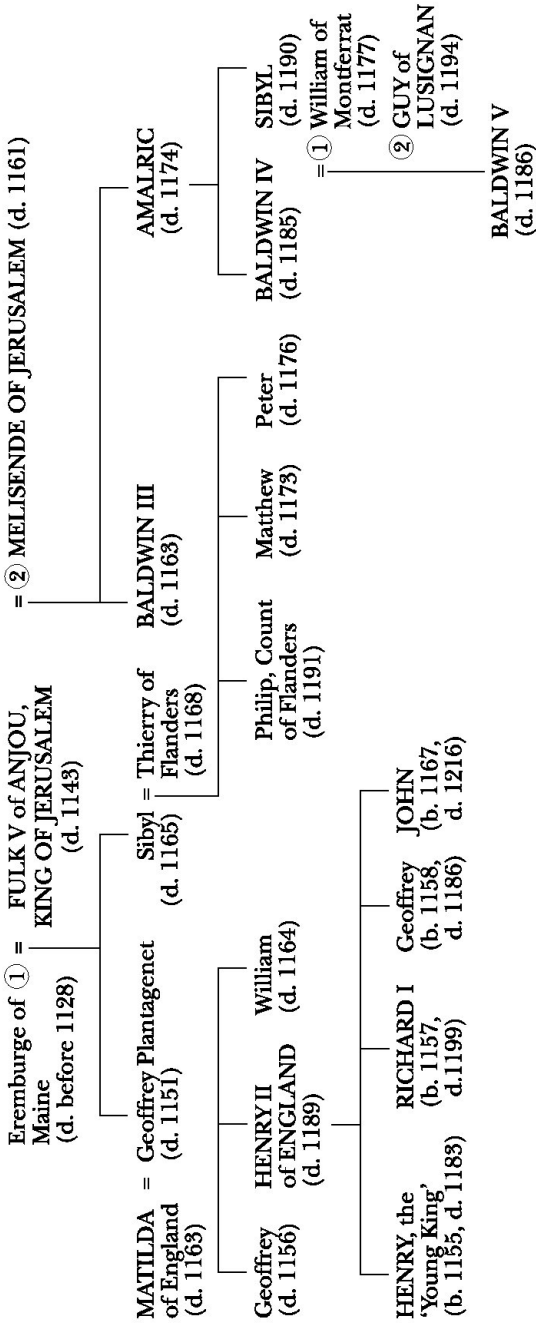 Eremburge of ① = FULK V of ANJOU, = ② MELISENDE OF JERUSALEM (d. 1161)
Maine KING OF JERUSALEM
(d. before 1128) (d. 1143)
MATILDA = Geoffrey Plantagenet
of England (d. 1151)
(d. 1163)
Sibyl = Thierry of
(d. 1165) Flanders
(d. 1168)
BALDWIN III
(d. 1163)
AMALRIC
(d. 1174)
Geoffrey
(d. 1156)
HENRY II
of ENGLAND
(d. 1189)
William
(d. 1164)
Philip, Count
of Flanders
(d. 1191)
Matthew
(d. 1173)
Peter
(d. 1176)
BALDWIN IV
(d. 1185)
SIBYL
(d. 1190)
= ① William of
Montferrat
(d. 1177)
② GUY of
LUSIGNAN
(d. 1194)
HENRY, the
‘Young King’
(b. 1155, d. 1183)
RICHARD I
(b. 1157,
d.1199)
Geoffrey
(b. 1158,
d. 1186)
JOHN
(b. 1167,
d. 1216)
BALDWIN V
(d. 1186)